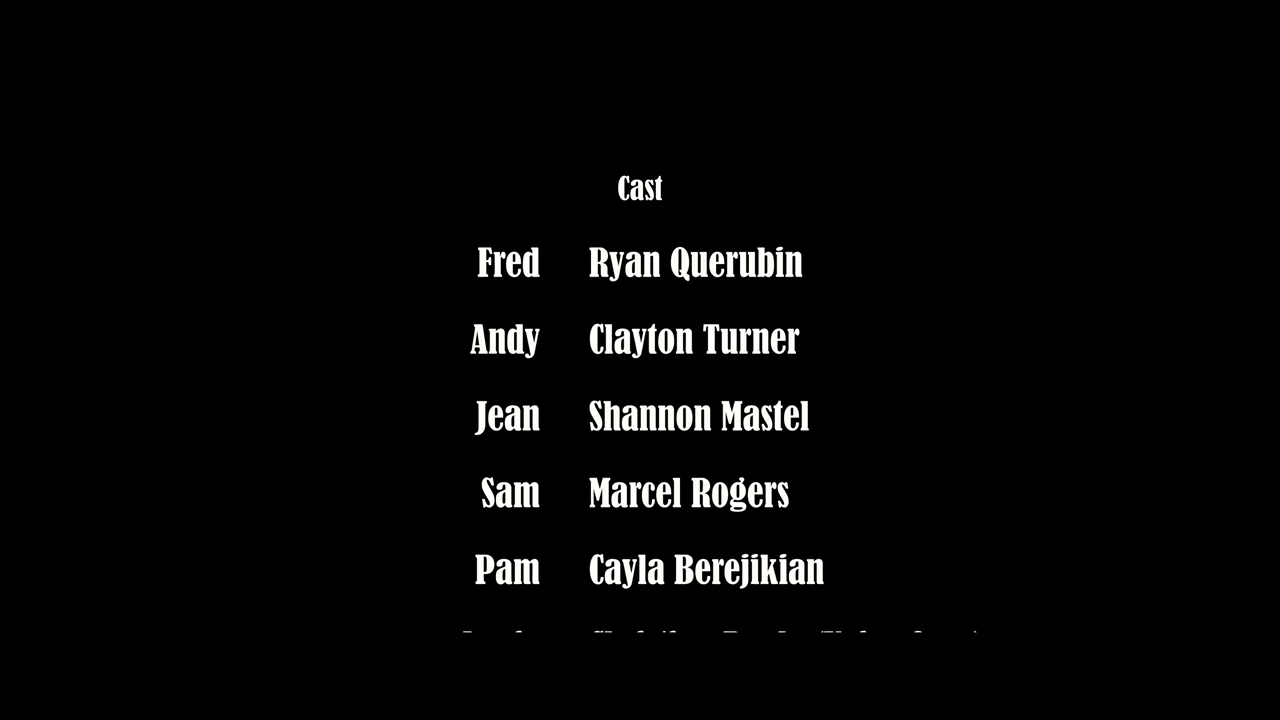 Cast
Fred Ryan Querubin
Andy Clayton Turner
Jean Shannon Mastel
Sam Marcel Rogers
Pam Cayla Berejikian